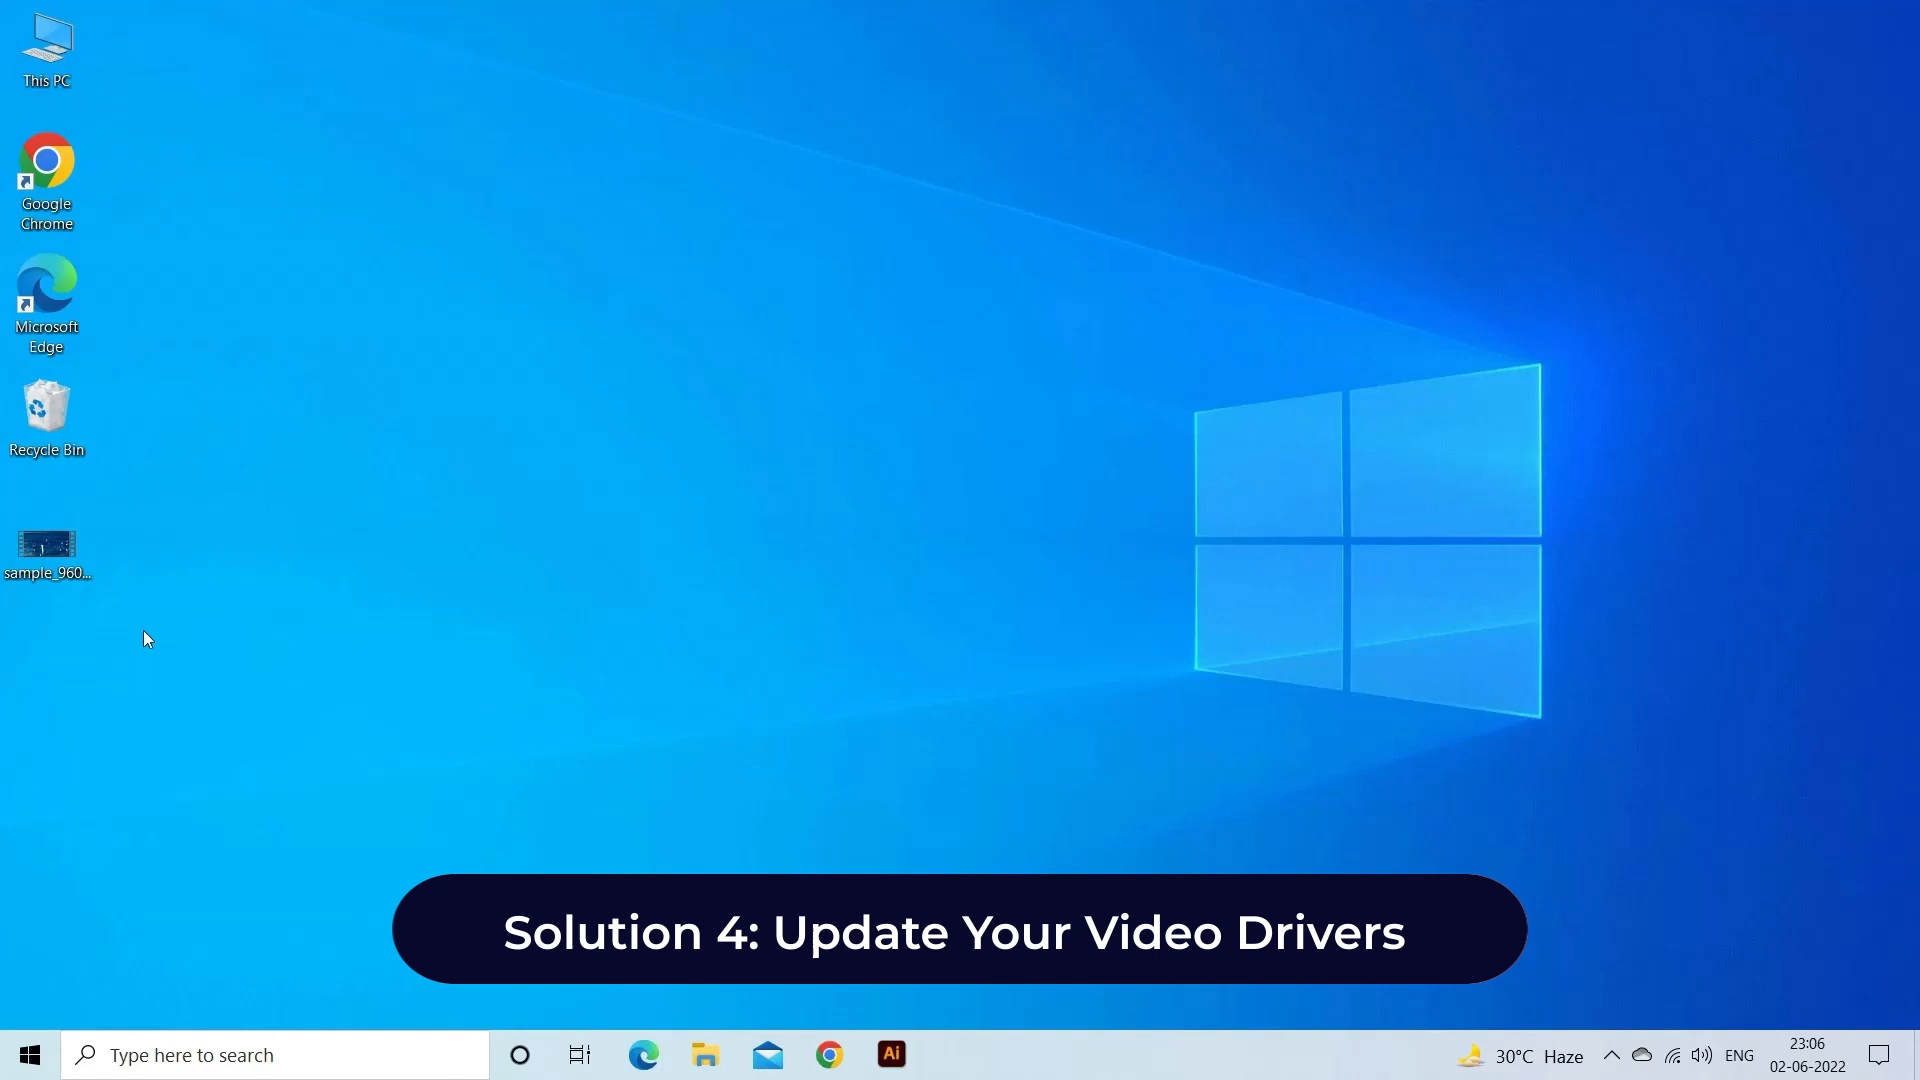 This PC
Google
Chrome
Microsoft
Edge
Recycle Bin
sample_960...
Solution 4: Update Your Video Drivers
Type here to search
Ai
30°C Haze
ENG
23:06
02-06-2022